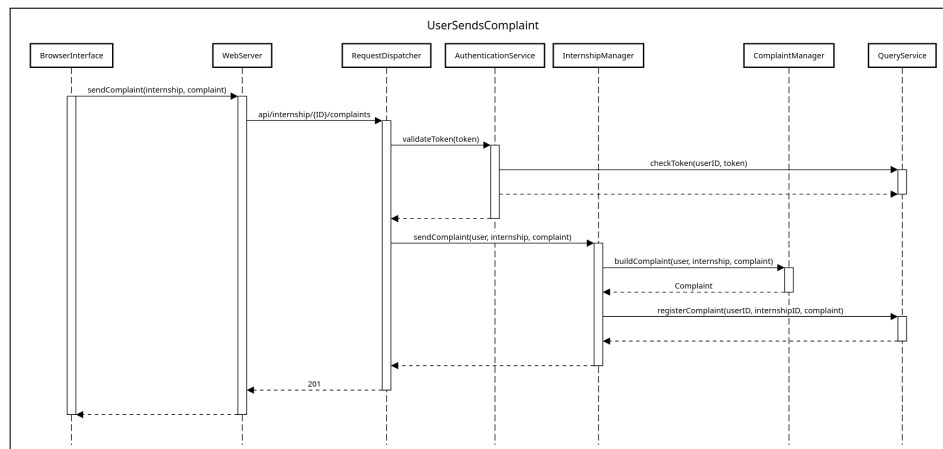 UserSendsComplaint
BrowserInterface
WebServer
RequestDispatcher
AuthenticationService
InternshipManager
ComplaintManager
QueryService
sendComplaint(internship, complaint)
api/internship/{ID}/complaints
validateToken(token)
checkToken(userID, token)
sendComplaint(user, internship, complaint)
buildComplaint(user, internship, complaint)
Complaint
registerComplaint(userID, internshipID, complaint)
201